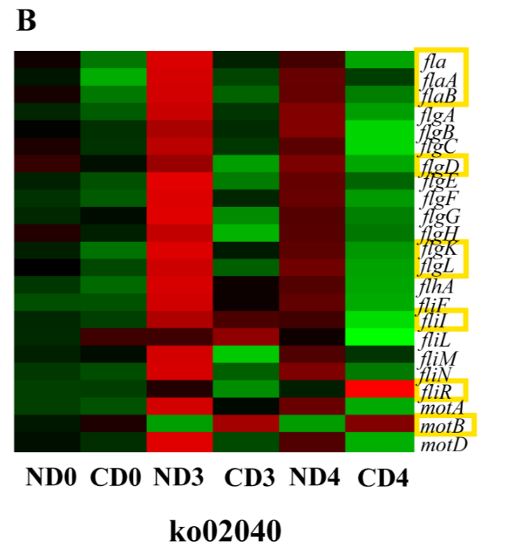 B
fla
flaA
flaB
flgA
flgB
flgC
flgD
flgE
flgF
flgG
flgH
flgK
flgL
flhA
fliF
fliI
fliL
fliM
fliN
fliR
motA
motB
motD
ND0 CD0 ND3 CD3 ND4 CD4
ko02040